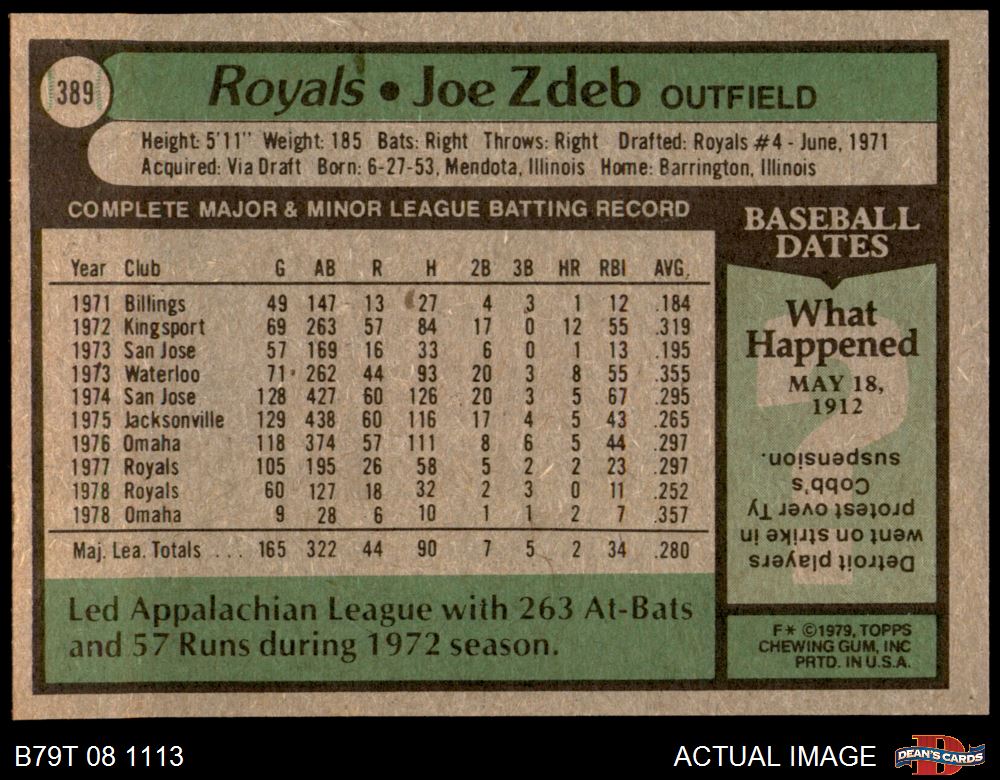 389
Royals • Joe Zdeb OUTFIELD
Height: 5'11" Weight: 185 Bats: Right Throws: Right Drafted: Royals #4 - June, 1971
Acquired: Via Draft Born: 6-27-53, Mendota, Illinois Home: Barrington, Illinois
COMPLETE MAJOR & MINOR LEAGUE BATTING RECORD
Year Club G AB R H 2B 3B HR RBI AVG.
1971 Billings 49 147 13 27 4 3 1 12 .184
1972 Kingsport 69 263 57 84 17 0 12 55 .319
1973 San Jose 57 169 16 33 6 0 1 13 .195
1973 Waterloo 71 262 44 93 20 3 8 55 .355
1974 San Jose 128 427 60 126 20 3 5 67 .295
1975 Jacksonville 129 438 60 116 17 4 5 43 .265
1976 Omaha 118 374 57 111 8 6 5 44 .297
1977 Royals 105 195 26 58 5 2 2 23 .297
1978 Royals 60 127 18 32 2 3 0 11 .252
1978 Omaha 9 28 6 10 1 1 2 7 .357
Maj. Lea. Totals ... 165 322 44 90 7 5 2 34 .280
Led Appalachian League with 263 At-Bats
and 57 Runs during 1972 season.
BASEBALL
DATES
What
Happened
MAY 18,
1912
Detroit players
went on strike in
protest over Ty
Cobb's
suspension.
F* ©1979, TOPPS
CHEWING GUM, INC
PRTD. IN U.S.A.
B79T 08 1113
ACTUAL IMAGE
DEAN'S CARDS